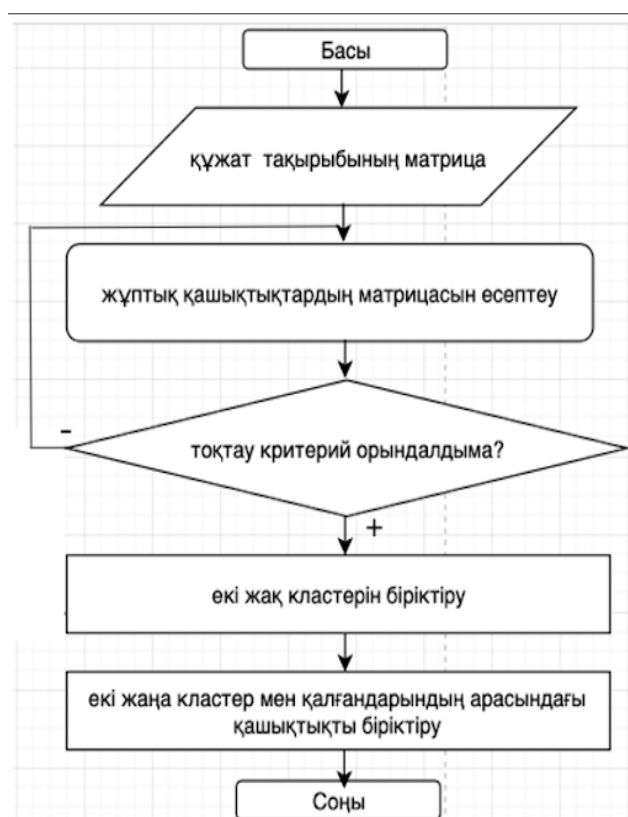 Басы
құжат тақырыбының матрица
жұптық қашықтықтардың матрицасын есептеу
-
тоқтау критерий орындалдыма?
+
екі жақ кластерін біріктіру
екі жаңа кластер мен қалғандарындың арасындағы
қашықтықты біріктіру
Соңы